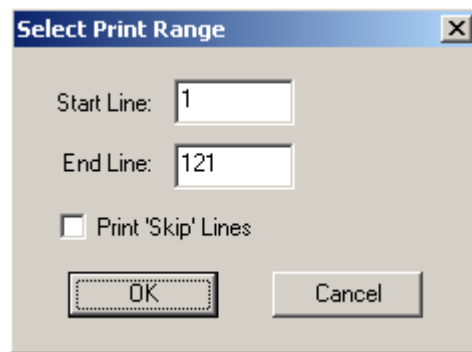 Select Print Range
Start Line: 1
End Line: 121
Print 'Skip' Lines
OK Cancel